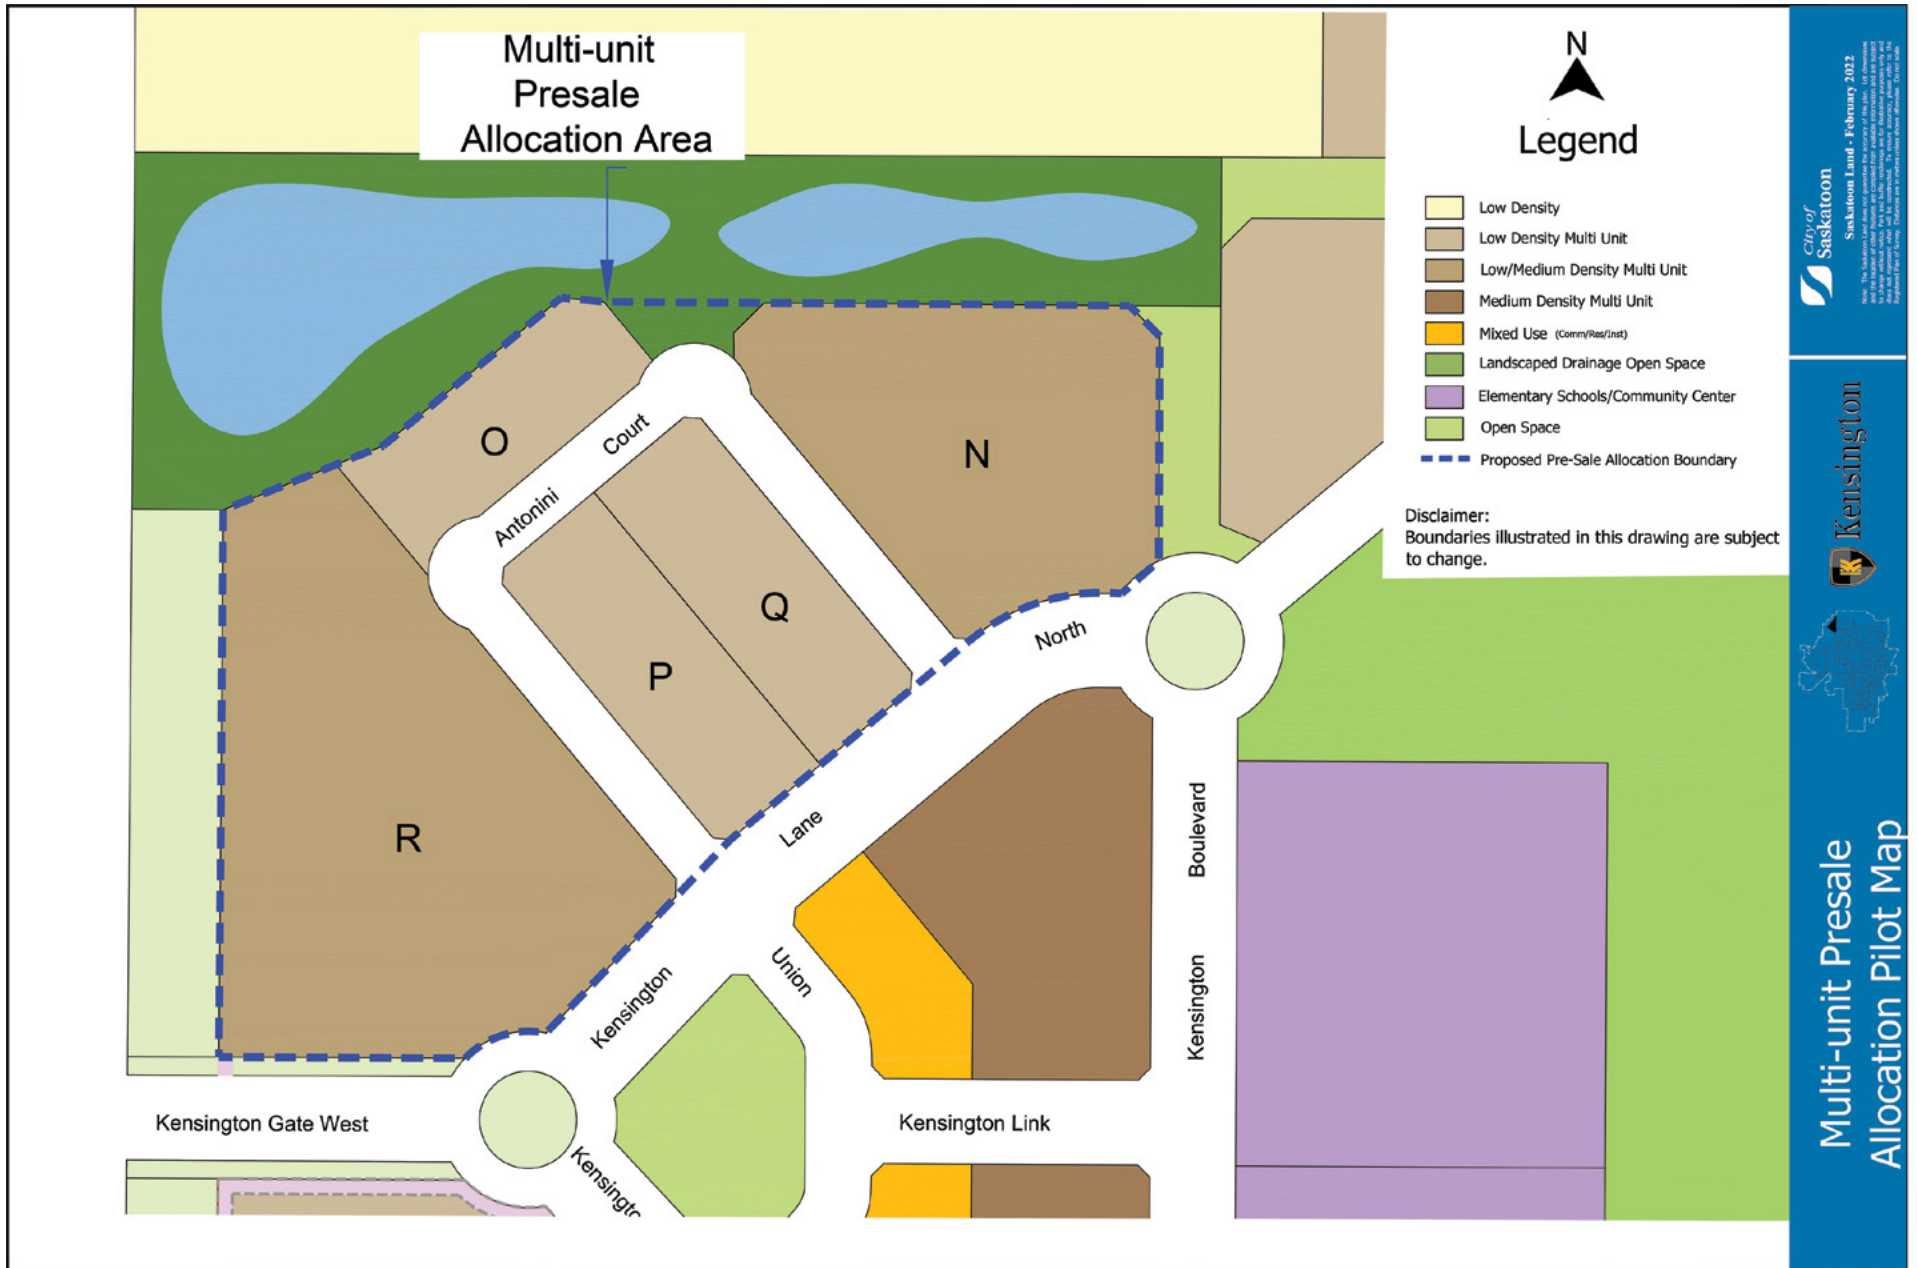 Multi-unit
Presale
Allocation Area
N
Legend
Low Density
Low Density Multi Unit
Low/Medium Density Multi Unit
Medium Density Multi Unit
Mixed Use (Comm/Res/Inst)
Landscaped Drainage Open Space
Elementary Schools/Community Center
Open Space
Proposed Pre-Sale Allocation Boundary
Disclaimer:
Boundaries illustrated in this drawing are subject
to change.
O
N
Q
P
R
Antonini Court
Kensington Lane North
Union
Kensington Boulevard
Kensington Gate West
Kensington Link
Kensingto
City of
Saskatoon
Saskatoon Land - February 2022
Kensington
Multi-unit Presale
Allocation Pilot Map